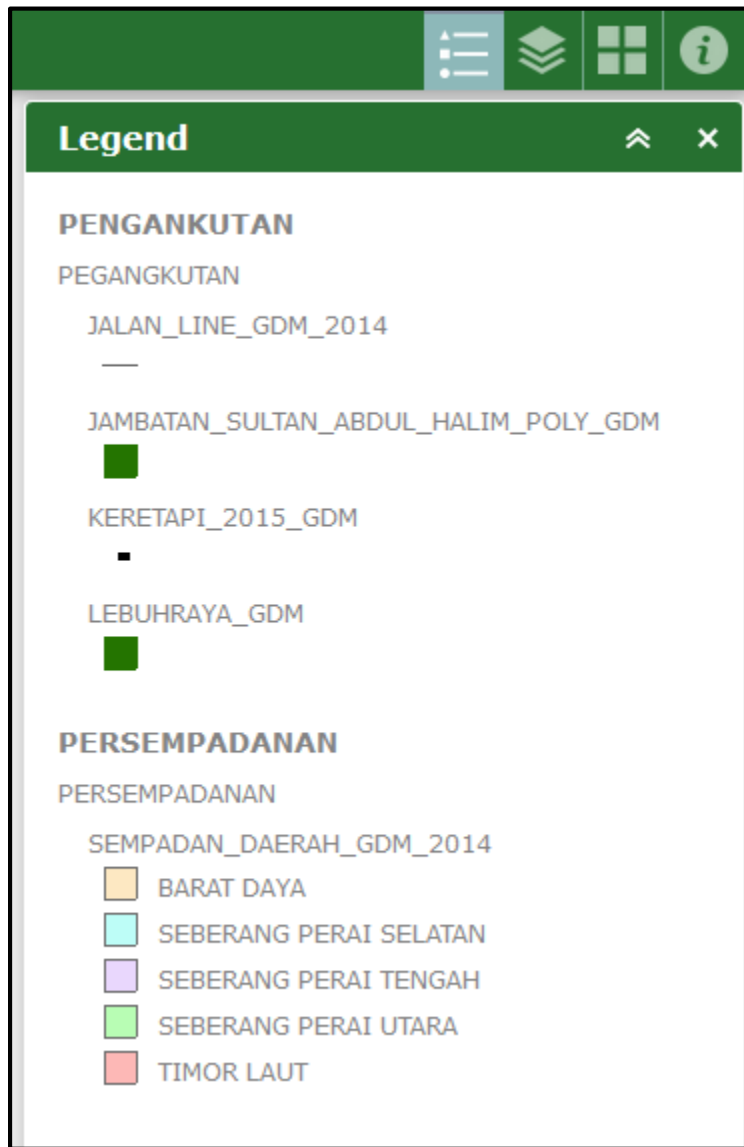 Legend
PENGANKUTAN
PEGANGKUTAN
JALAN_LINE_GDM_2014
JAMBATAN_SULTAN_ABDUL_HALIM_POLY_GDM
KERETAPI_2015_GDM
LEBUHRAYA_GDM
PERSEMPADANAN
PERSEMPADANAN
SEMPADAN_DAERAH_GDM_2014
BARAT DAYA
SEBERANG PERAI SELATAN
SEBERANG PERAI TENGAH
SEBERANG PERAI UTARA
TIMOR LAUT